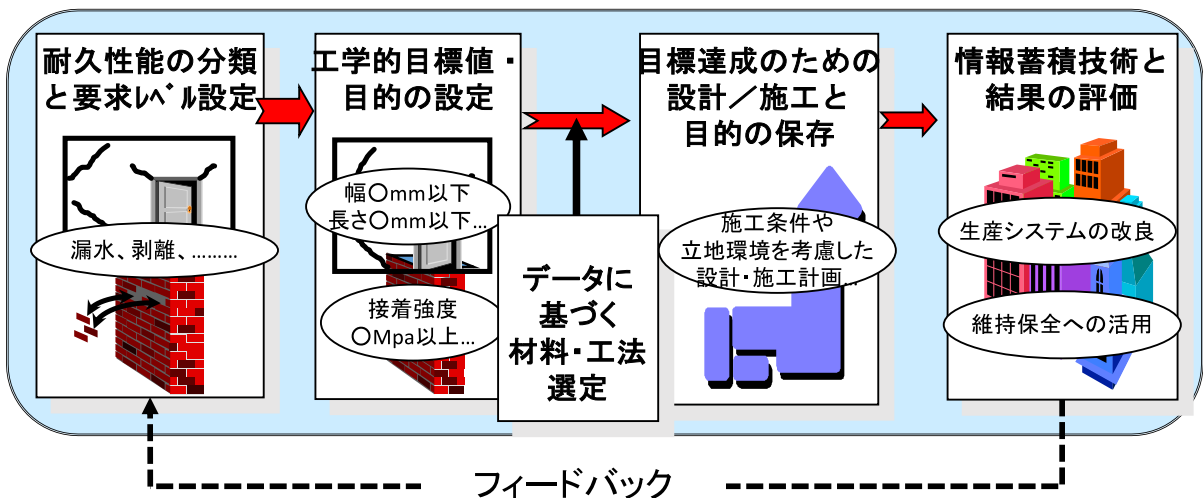 耐久性能の分類
と要求ﾚﾍﾞﾙ設定
漏水、剥離、………
工学的目標値・
目的の設定
幅〇mm以下
長さ〇mm以下…
接着強度
〇Mpa以上…
データに
基づく
材料・工法
選定
目標達成のための
設計／施工と
目的の保存
施工条件や
立地環境を考慮した
設計・施工計画…
情報蓄積技術と
結果の評価
生産システムの改良
維持保全への活用
フィードバック